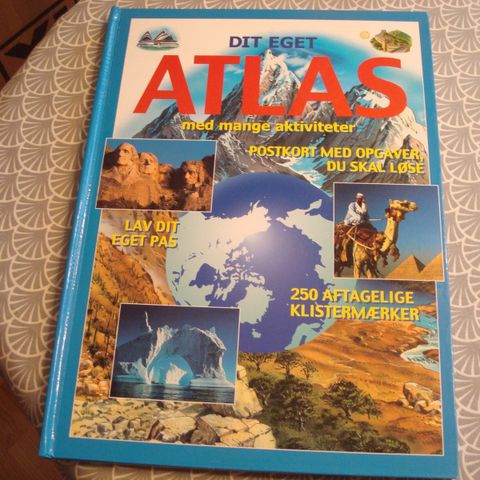 DIT EGET
ATLAS
med mange aktiviteter
POSTKORT MED OPGAVER,
DU SKAL LØSE
LAV DIT
EGET PAS
250 AFTAGELIGE
KLISTERMÆRKER